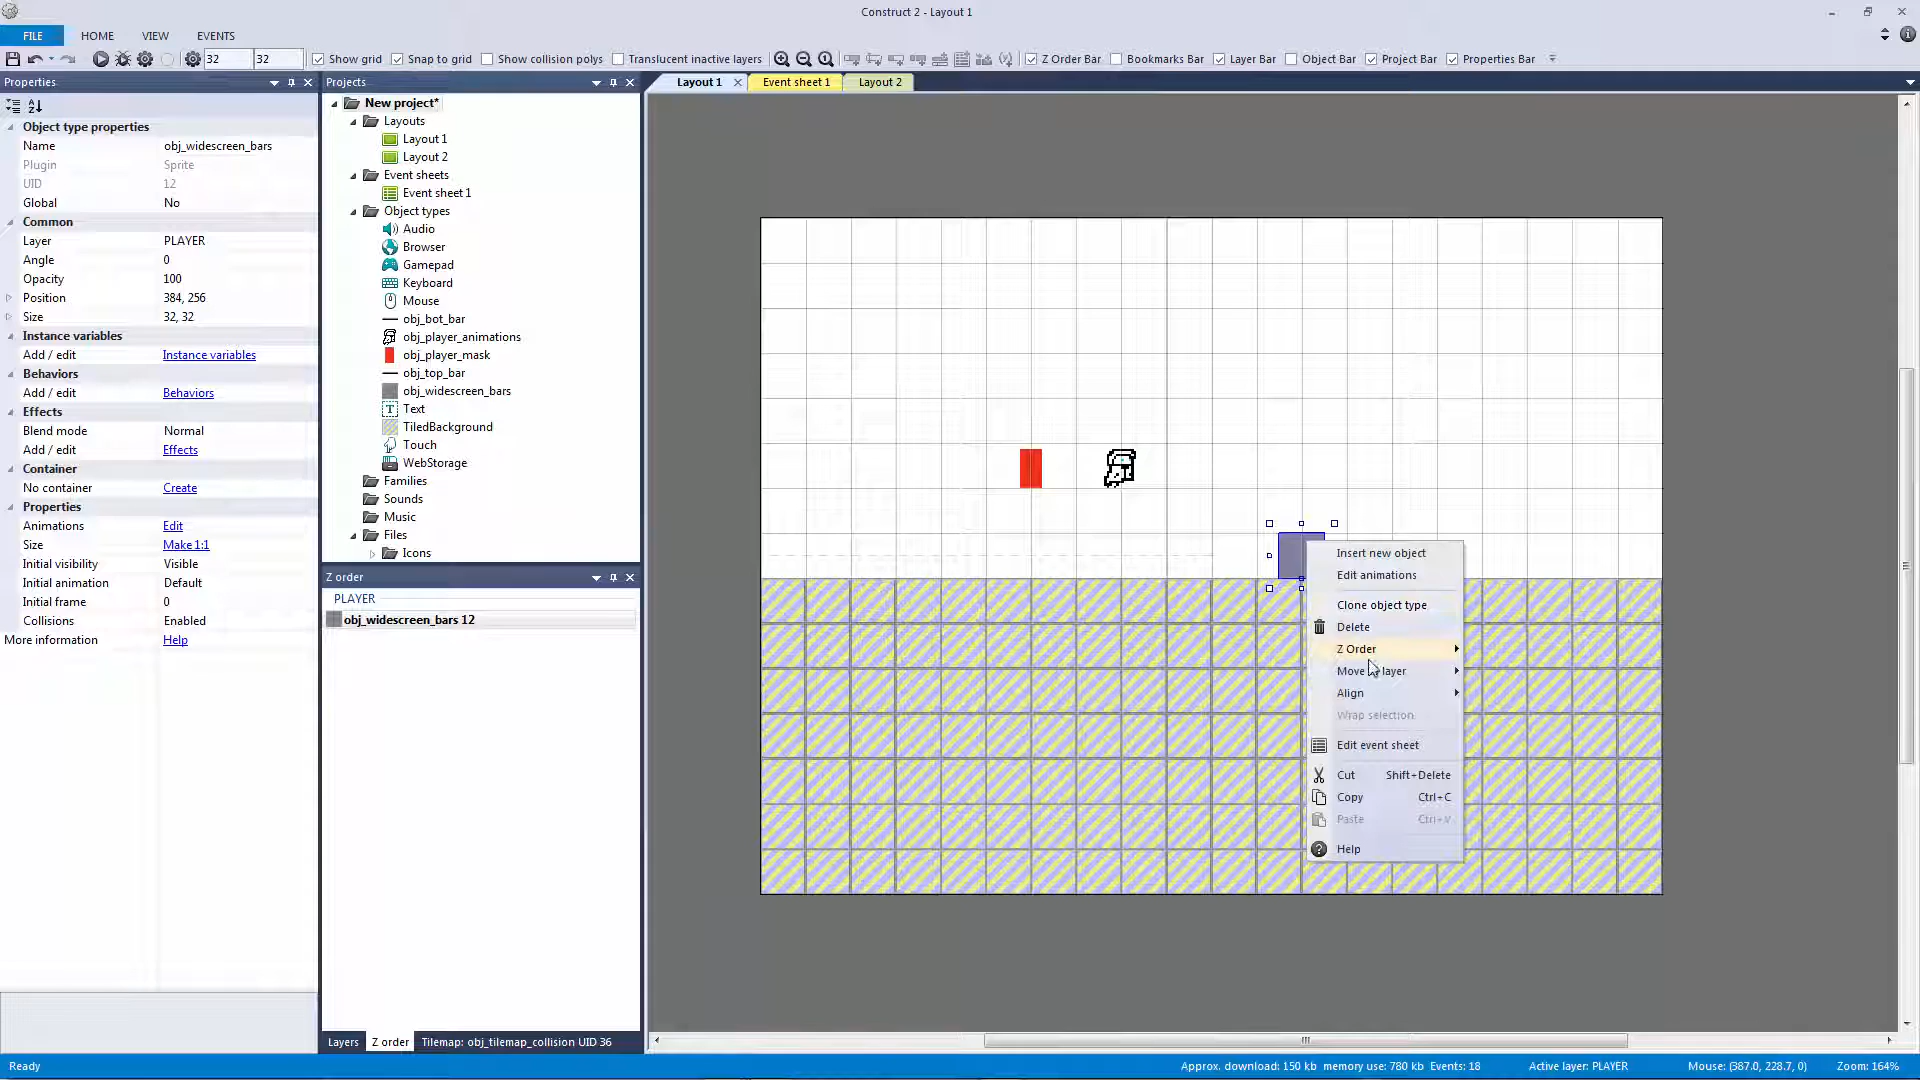 Construct 2 - Layout 1
FILE HOME VIEW EVENTS
32 32 Show grid Snap to grid Show collision polys Translucent inactive layers Z Order Bar Bookmarks Bar Layer Bar Object Bar Project Bar Properties Bar
Properties
Object type properties
Name obj_widescreen_bars
Plugin Sprite
UID 12
Global No
Common
Layer PLAYER
Angle 0
Opacity 100
Position 384, 256
Size 32, 32
Instance variables
Add / edit Instance variables
Behaviors
Add / edit Behaviors
Effects
Blend mode Normal
Add / edit Effects
Container
No container Create
Properties
Animations Edit
Size Make 1:1
Initial visibility Visible
Initial animation Default
Initial frame 0
Collisions Enabled
More information Help
Projects
New project*
Layouts
Layout 1
Layout 2
Event sheets
Event sheet 1
Object types
Audio
Browser
Gamepad
Keyboard
Mouse
obj_bot_bar
obj_player_animations
obj_player_mask
obj_top_bar
obj_widescreen_bars
Text
TiledBackground
Touch
WebStorage
Families
Sounds
Music
Files
Icons
Z order
PLAYER
obj_widescreen_bars 12
Layers Z order Tilemap: obj_tilemap_collision UID 36
Layout 1 Event sheet 1 Layout 2
Insert new object
Edit animations
Clone object type
Delete
Z Order
Move layer
Align
Wrap selection
Edit event sheet
Cut Shift+Delete
Copy Ctrl+C
Paste Ctrl+V
Help
Ready Approx. download: 150 kb memory use: 780 kb Events: 18 Active layer: PLAYER Mouse: (387.0, 228.7, 0) Zoom: 164%